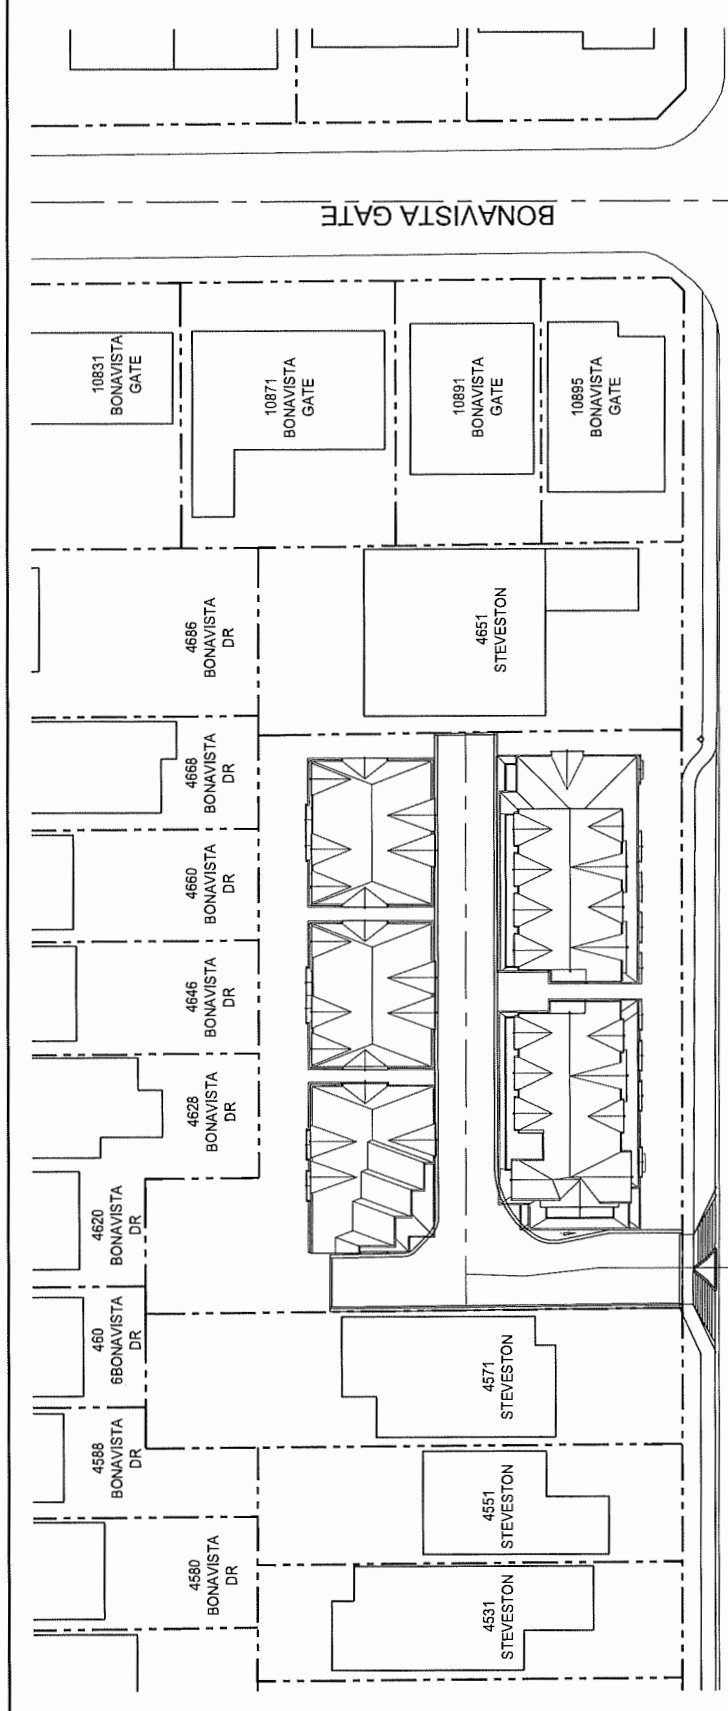 BONAVISTA GATE
10831
BONAVISTA
GATE
10871
BONAVISTA
GATE
10891
BONAVISTA
GATE
10895
BONAVISTA
GATE
4686
BONAVISTA
DR
4651
STEVESTON
4668
BONAVISTA
DR
4660
BONAVISTA
DR
4646
BONAVISTA
DR
4628
BONAVISTA
DR
4620
BONAVISTA
DR
460
6BONAVISTA
DR
4571
STEVESTON
4588
BONAVISTA
DR
4551
STEVESTON
4580
BONAVISTA
DR
4531
STEVESTON